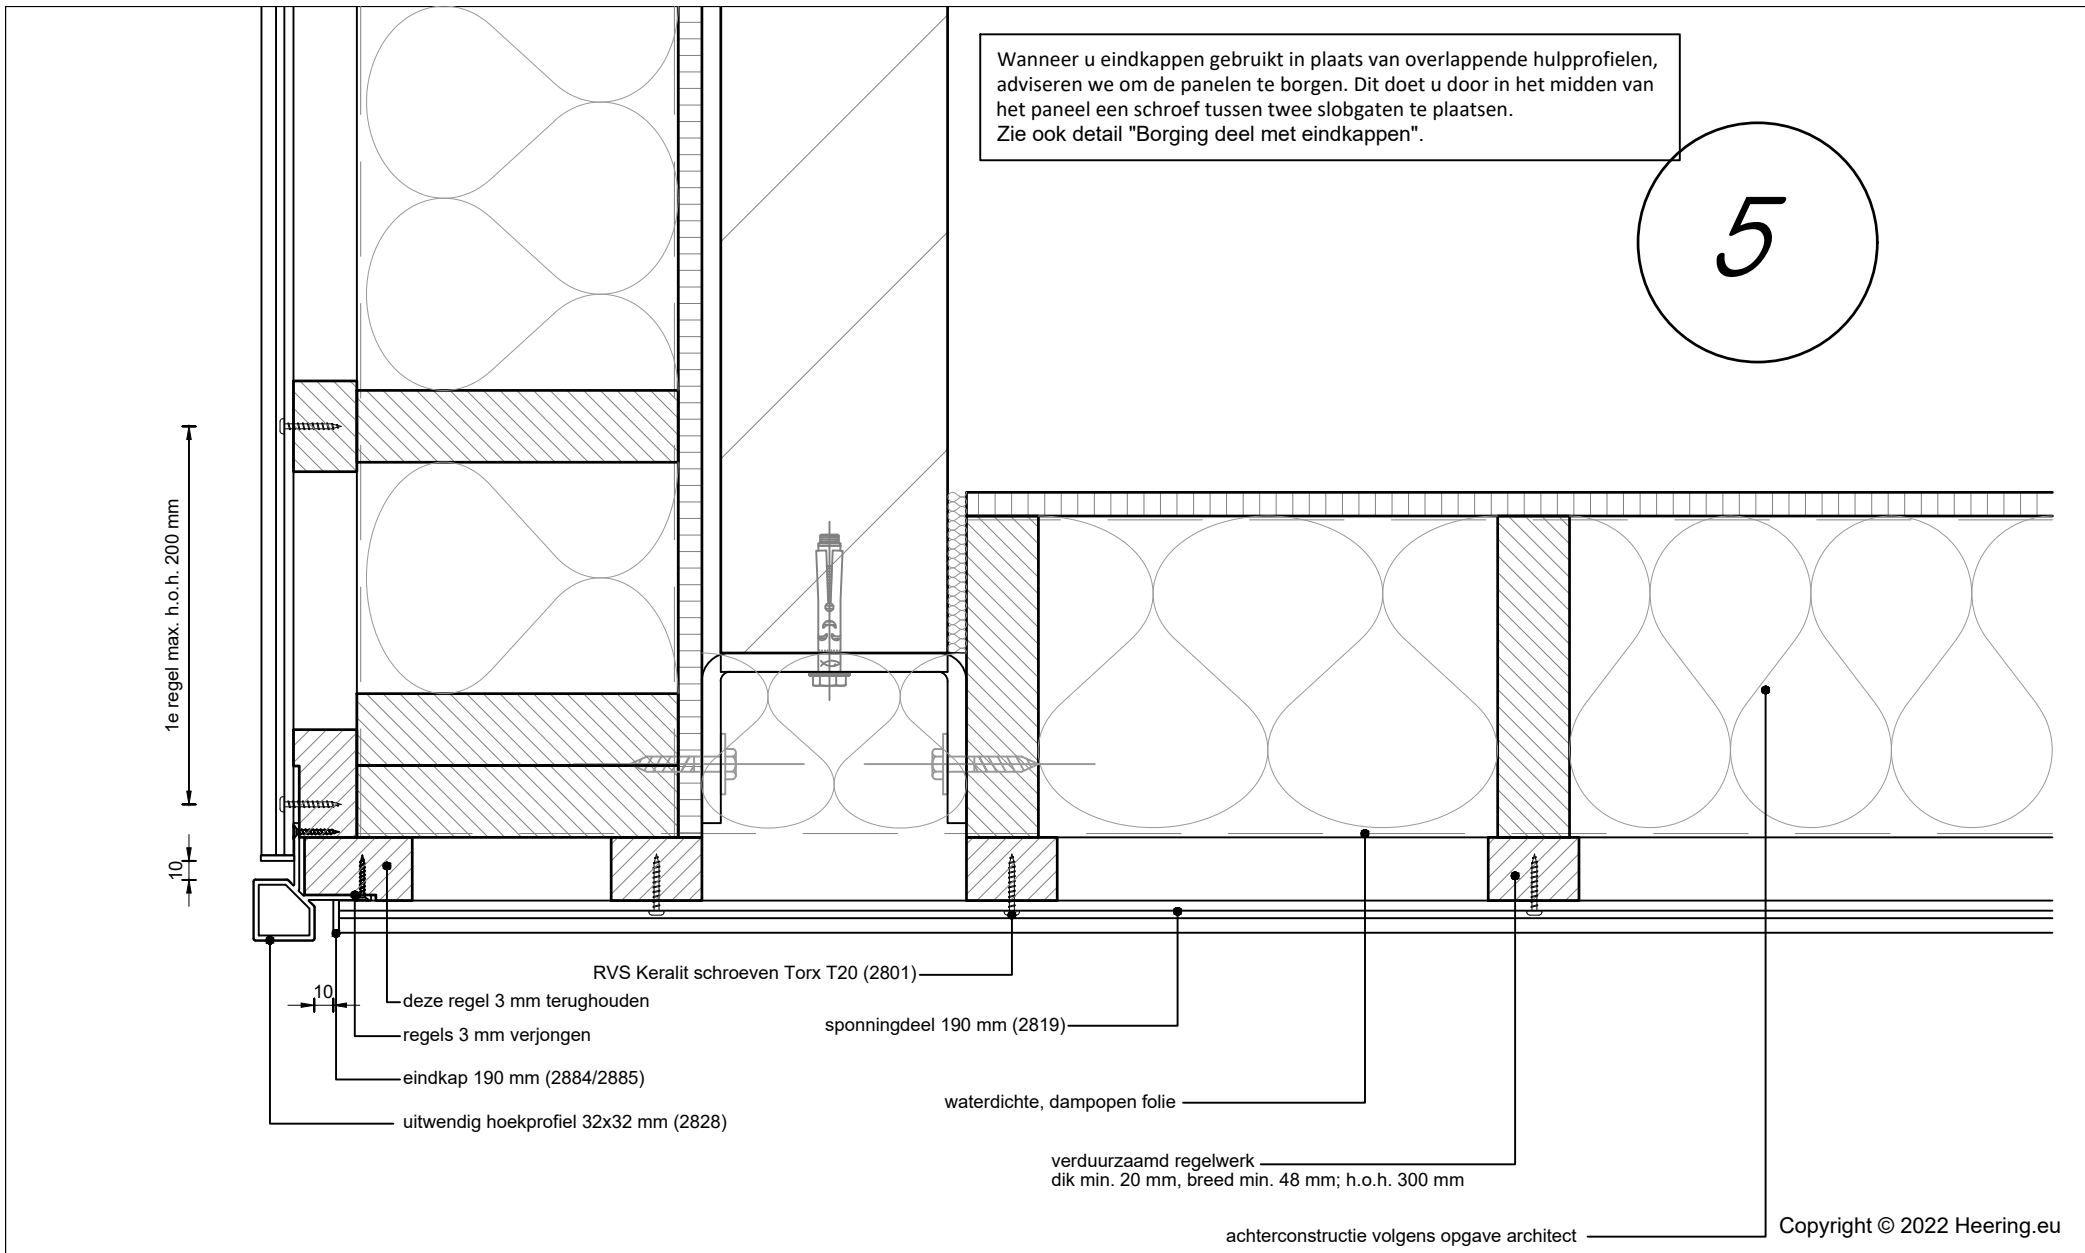 Wanneer u eindkappen gebruikt in plaats van overlappende hulpprofielen,
adviseren we om de panelen te borgen. Dit doet u door in het midden van
het paneel een schroef tussen twee slobgaten te plaatsen.
Zie ook detail "Borging deel met eindkappen".
5
1e regel max. h.o.h. 200 mm
10
10
RVS Keralit schroeven Torx T20 (2801)
deze regel 3 mm terughouden
sponningdeel 190 mm (2819)
regels 3 mm verjongen
eindkap 190 mm (2884/2885)
waterdichte, dampopen folie
uitwendig hoekprofiel 32x32 mm (2828)
verduurzaamd regelwerk
dik min. 20 mm, breed min. 48 mm; h.o.h. 300 mm
achterconstructie volgens opgave architect
Copyright © 2022 Heering.eu